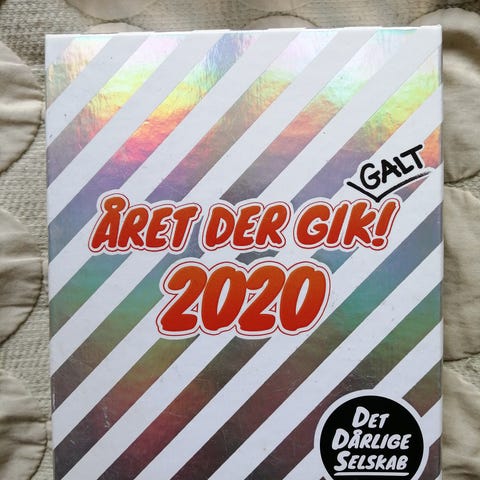 GALT
ÅRET DER GIK!
2020
DET
DÅRLIGE
SELSKAB